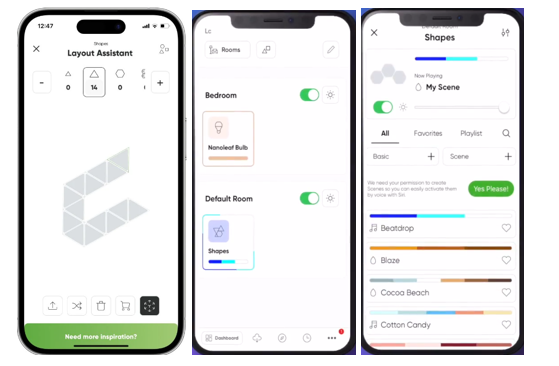 12:47
Shapes
Layout Assistant
-
0
14
0
+
Need more inspiration?
Lc
Rooms
Bedroom
Nanoleaf Bulb
Default Room
Shapes
Dashboard
Default Room
Shapes
Now Playing
My Scene
All Favorites Playlist
Basic + Scene +
We need your permission to create
Scenes so you can easily activate them
by voice with Siri.
Yes Please!
Beatdrop
Blaze
Cocoa Beach
Cotton Candy